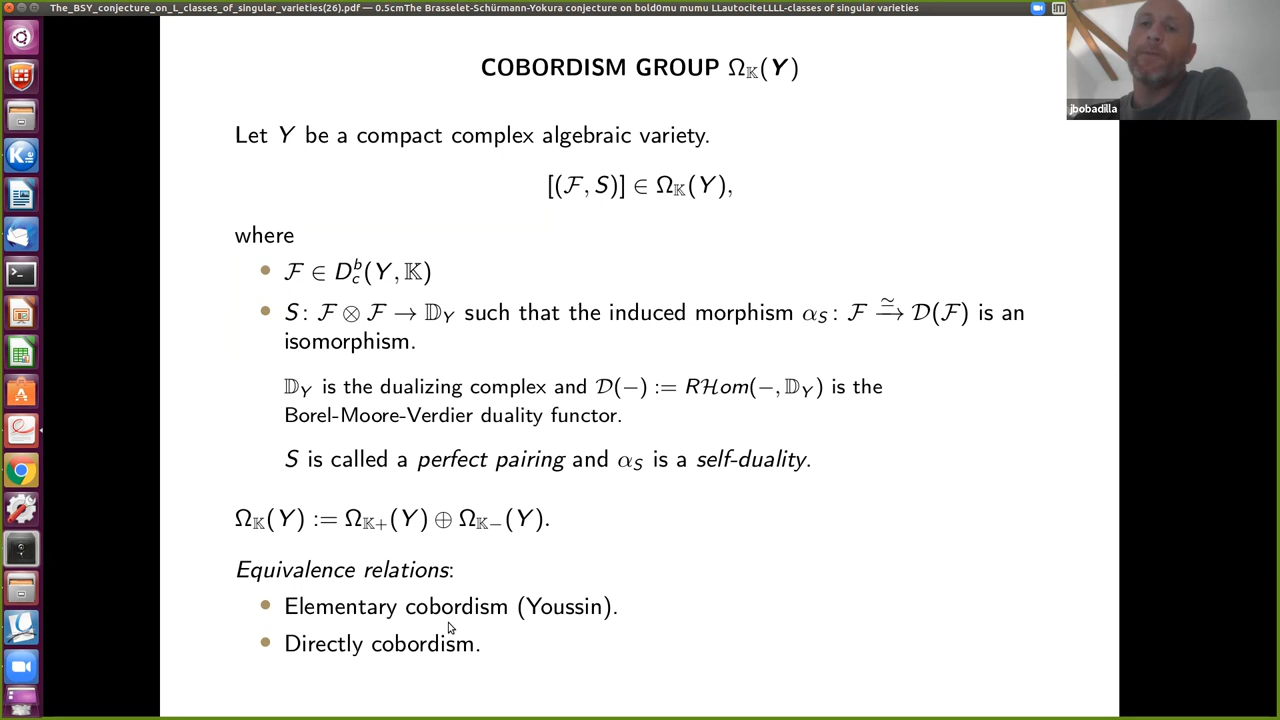 The_BSY_conjecture_on_L_classes_of_singular_varieties(26).pdf — 0.5cmThe Brasselet-Schürmann-Yokura conjecture on bold0mu mumu LLautociteLLLL-classes of singular varieties
jbobadilla
COBORDISM GROUP Ω𝕂(Y)
Let Y be a compact complex algebraic variety.
[(ℱ, S)] ∈ Ω𝕂(Y),
where
• ℱ ∈ D_c^b(Y, 𝕂)
• S: ℱ ⊗ ℱ → 𝔻_Y such that the induced morphism α_S: ℱ ≃→ 𝒟(ℱ) is an
isomorphism.
𝔻_Y is the dualizing complex and 𝒟(−) := Rℋom(−, 𝔻_Y) is the
Borel-Moore-Verdier duality functor.
S is called a perfect pairing and α_S is a self-duality.
Ω𝕂(Y) := Ω𝕂+(Y) ⊕ Ω𝕂−(Y).
Equivalence relations:
• Elementary cobordism (Youssin).
• Directly cobordism.